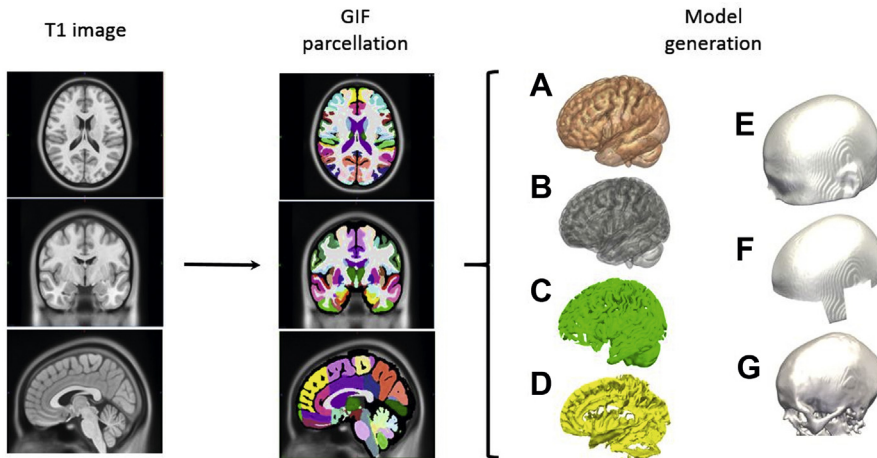 T1 image
GIF
parcellation
Model
generation
A
B
C
D
E
F
G